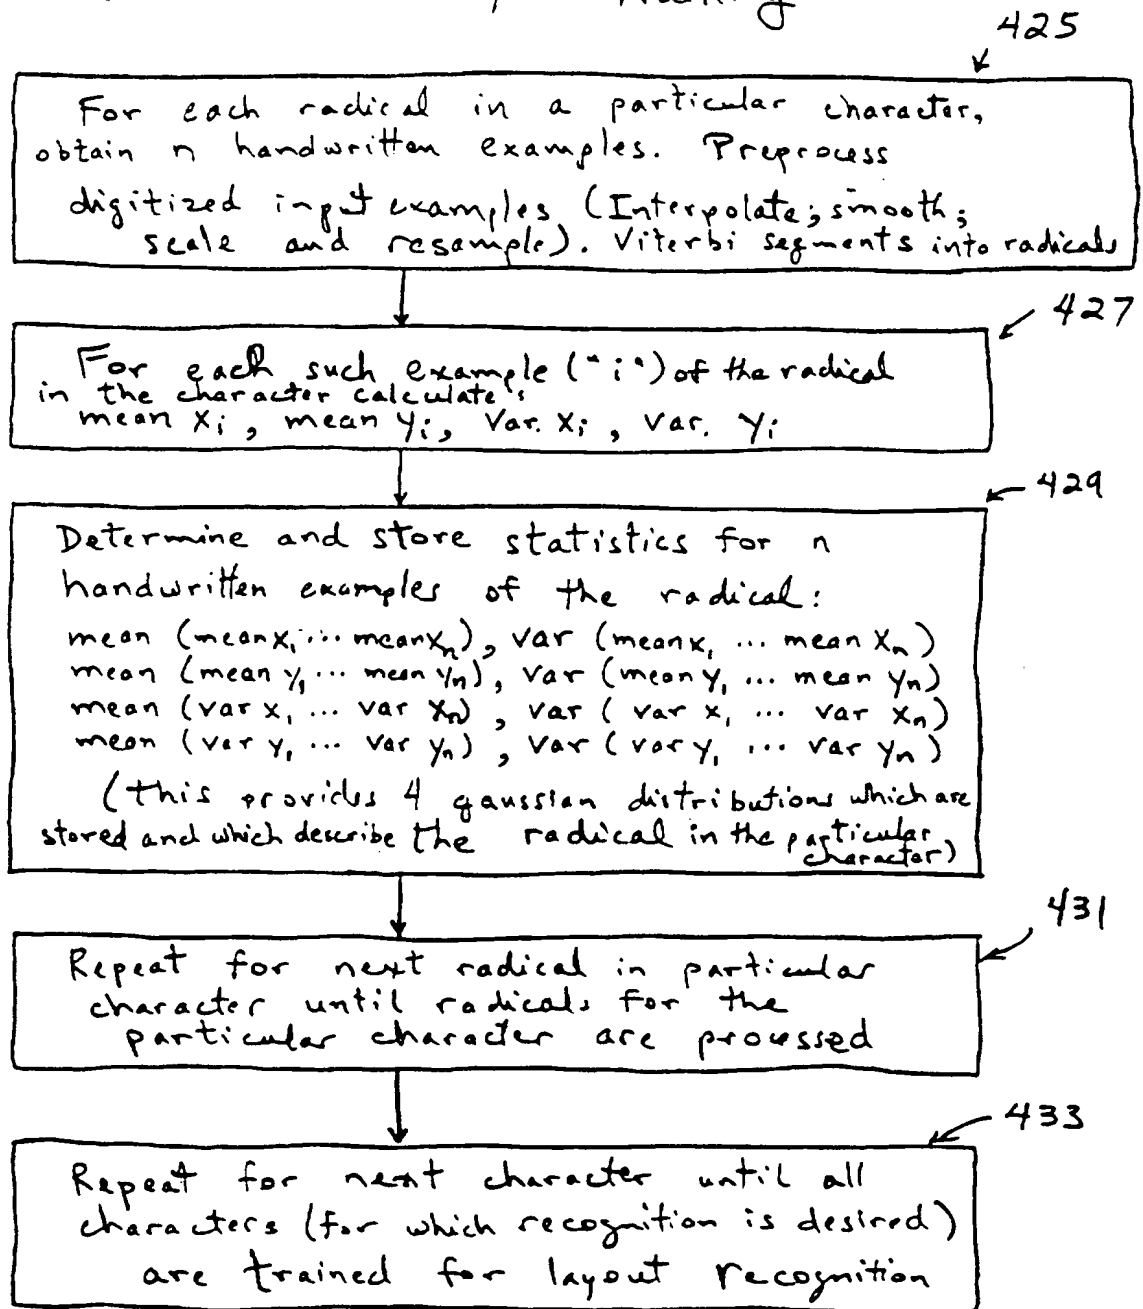 425
For each radical in a particular character,
obtain n handwritten examples. Preprocess
digitized input examples (Interpolate; smooth;
scale and resample). Viterbi segments into radicals
427
For each such example ("i") of the radical
in the character calculate:
mean xi, mean yi, Var. xi, var. yi
429
Determine and store statistics for n
handwritten examples of the radical:
mean (mean x1 ... mean xn), var (mean x1 ... mean xn)
mean (mean y1 ... mean yn), var (mean y1 ... mean yn)
mean (var x1 ... var xn), var (var x1 ... var xn)
mean (var y1 ... var yn), var (var y1 ... var yn)
(this provides 4 gaussian distributions which are
stored and which describe the radical in the particular
character)
431
Repeat for next radical in particular
character until radicals for the
particular character are processed
433
Repeat for next character until all
characters (for which recognition is desired)
are trained for layout recognition